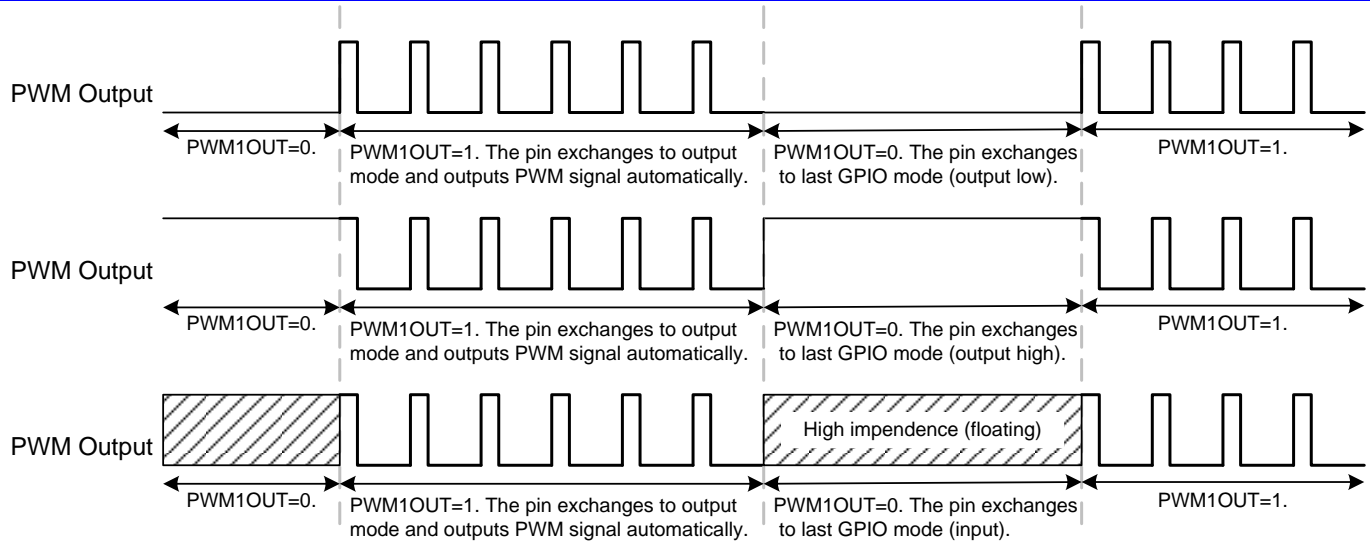 PWM Output
PWM1OUT=0.
PWM1OUT=1. The pin exchanges to output
mode and outputs PWM signal automatically.
PWM1OUT=0. The pin exchanges
to last GPIO mode (output low).
PWM1OUT=1.
PWM Output
PWM1OUT=0.
PWM1OUT=1. The pin exchanges to output
mode and outputs PWM signal automatically.
PWM1OUT=0. The pin exchanges
to last GPIO mode (output high).
PWM1OUT=1.
PWM Output
High impendence (floating)
PWM1OUT=0.
PWM1OUT=1. The pin exchanges to output
mode and outputs PWM signal automatically.
PWM1OUT=0. The pin exchanges
to last GPIO mode (input).
PWM1OUT=1.